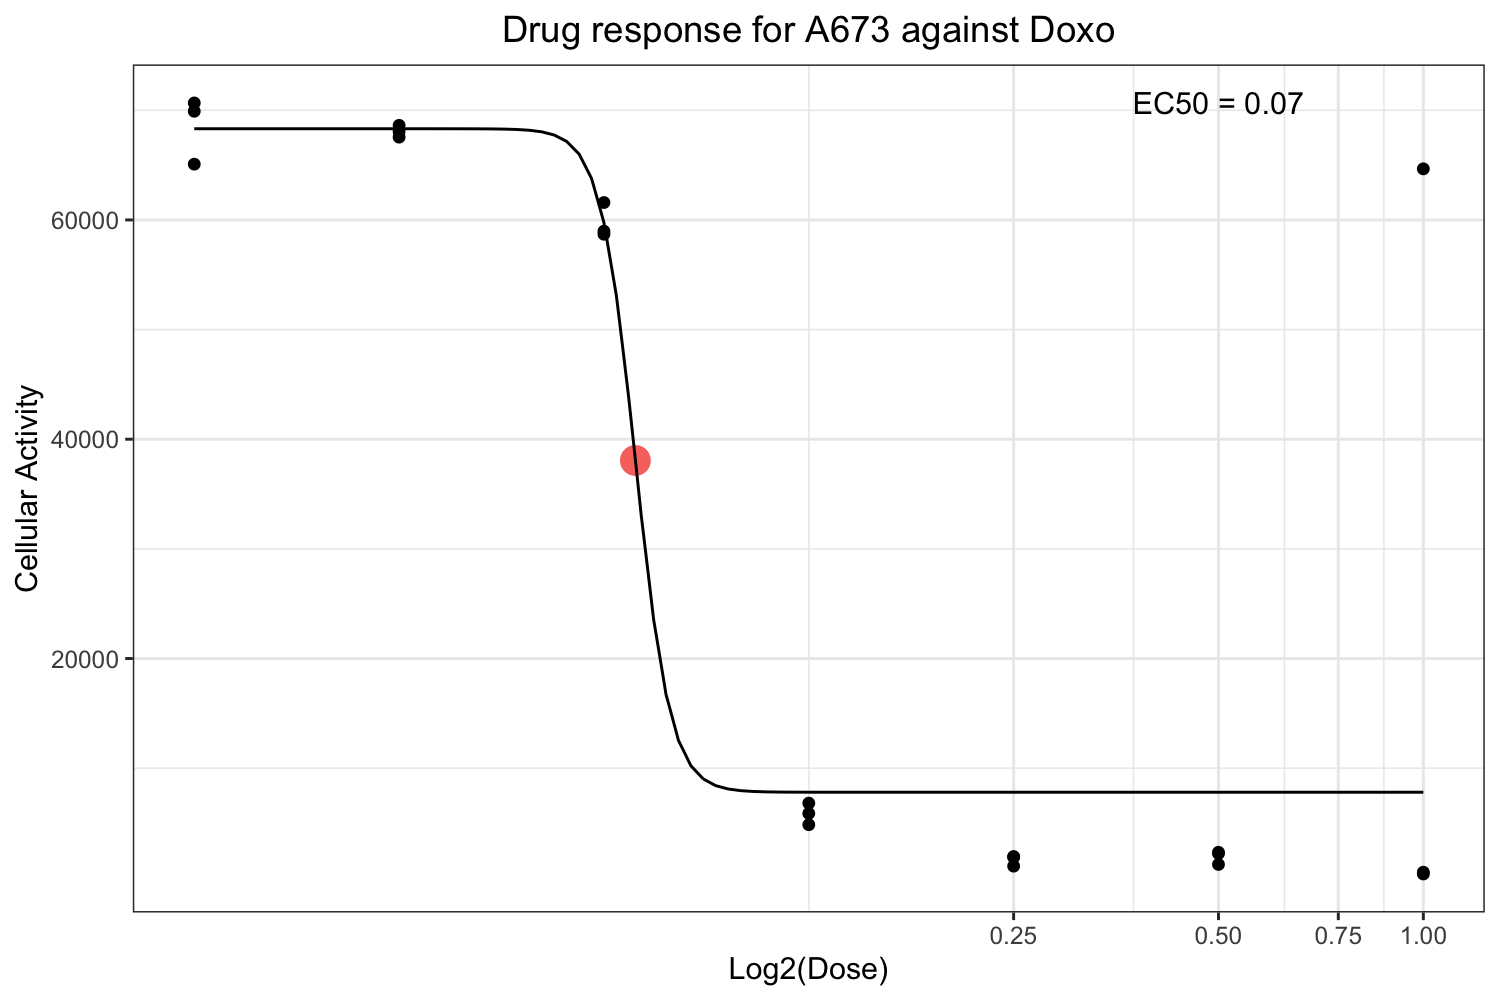 Drug response for A673 against Doxo
EC50 = 0.07
60000
40000
20000
Cellular Activity
0.25 0.50 0.75 1.00
Log2(Dose)